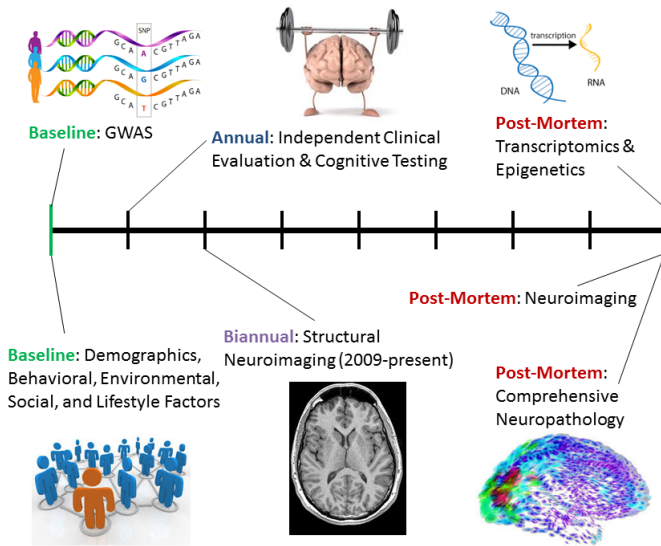 SNP
G C A A C G T T A G A
G C A G C G T T A G A
G C A T C G T T A G A
transcription
DNA
RNA
Baseline: GWAS
Annual: Independent Clinical
Evaluation & Cognitive Testing
Post-Mortem:
Transcriptomics &
Epigenetics
Post-Mortem: Neuroimaging
Baseline: Demographics,
Behavioral, Environmental,
Social, and Lifestyle Factors
Biannual: Structural
Neuroimaging (2009-present)
Post-Mortem:
Comprehensive
Neuropathology